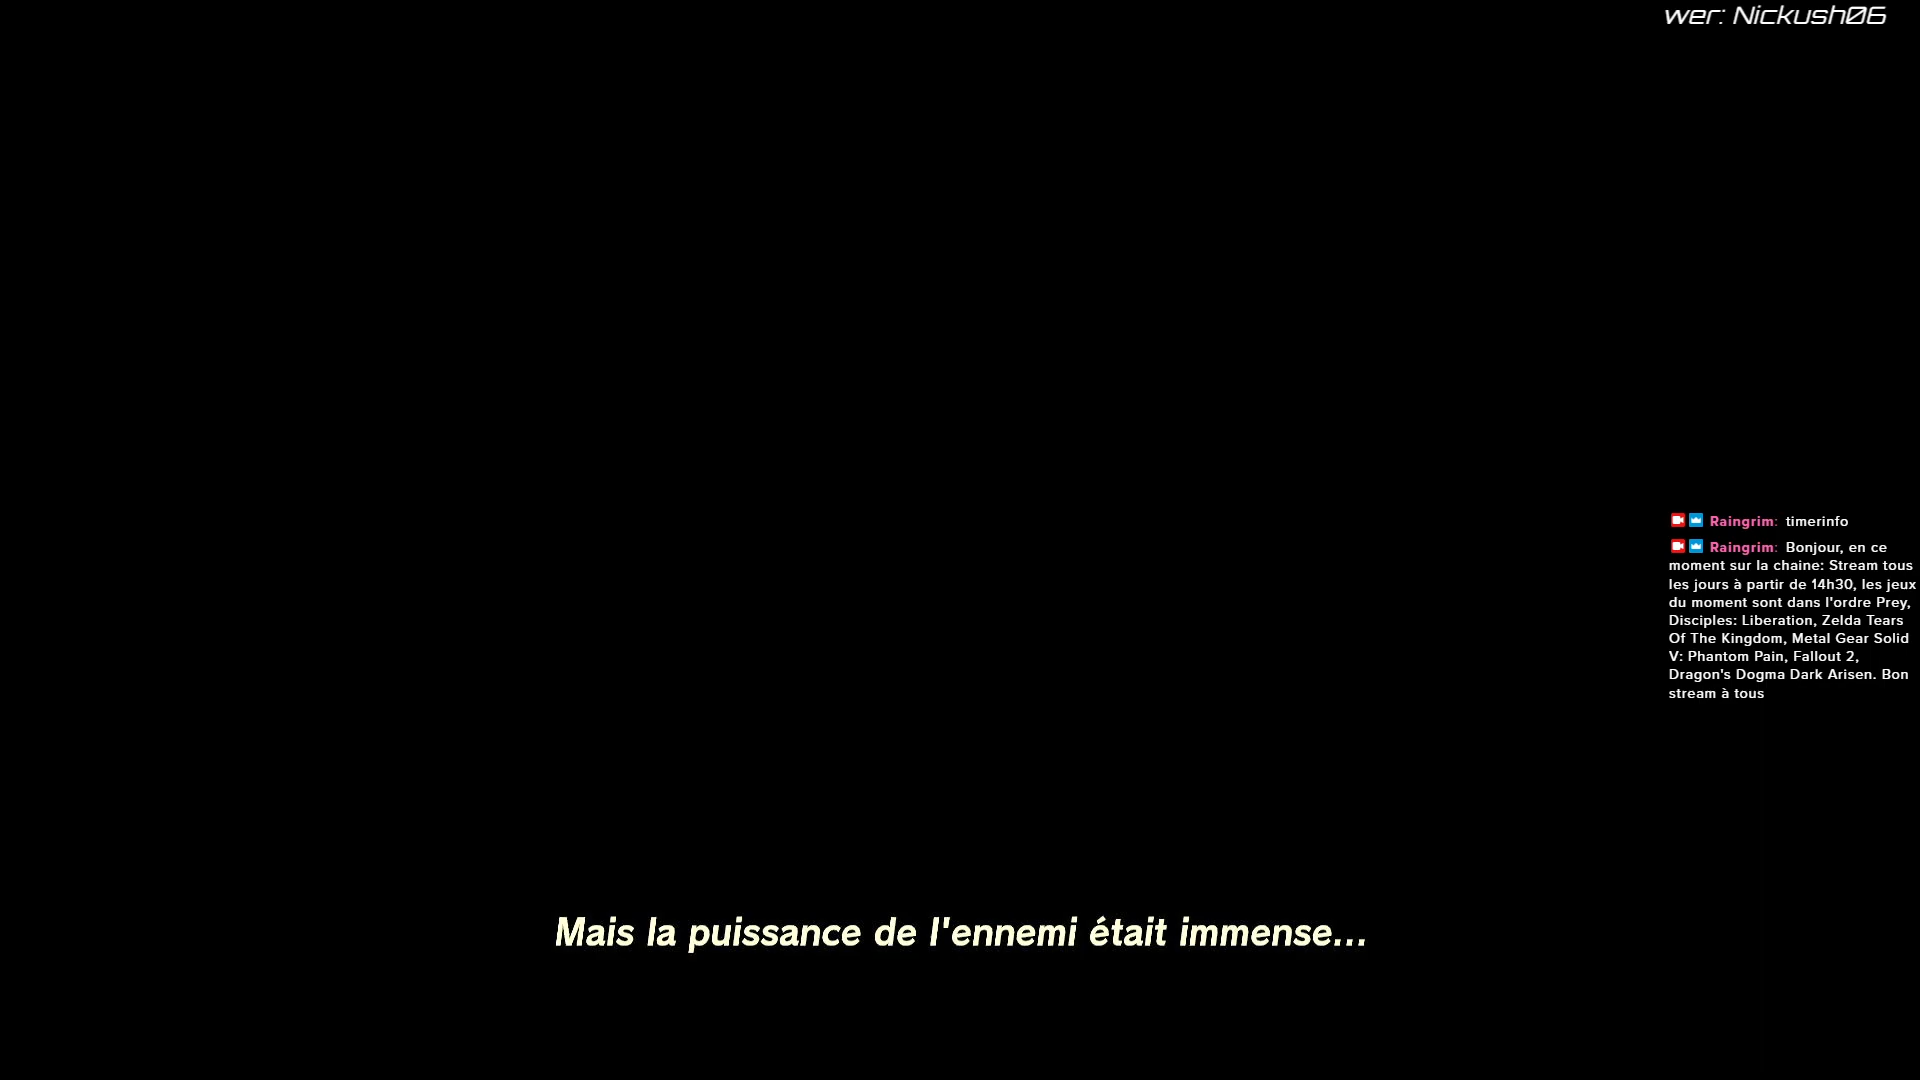 wer: Nickush06
Raingrim: timerinfo
Raingrim: Bonjour, en ce
moment sur la chaine: Stream tous
les jours à partir de 14h30, les jeux
du moment sont dans l'ordre Prey,
Disciples: Liberation, Zelda Tears
Of The Kingdom, Metal Gear Solid
V: Phantom Pain, Fallout 2,
Dragon's Dogma Dark Arisen. Bon
stream à tous
Mais la puissance de l'ennemi était immense...